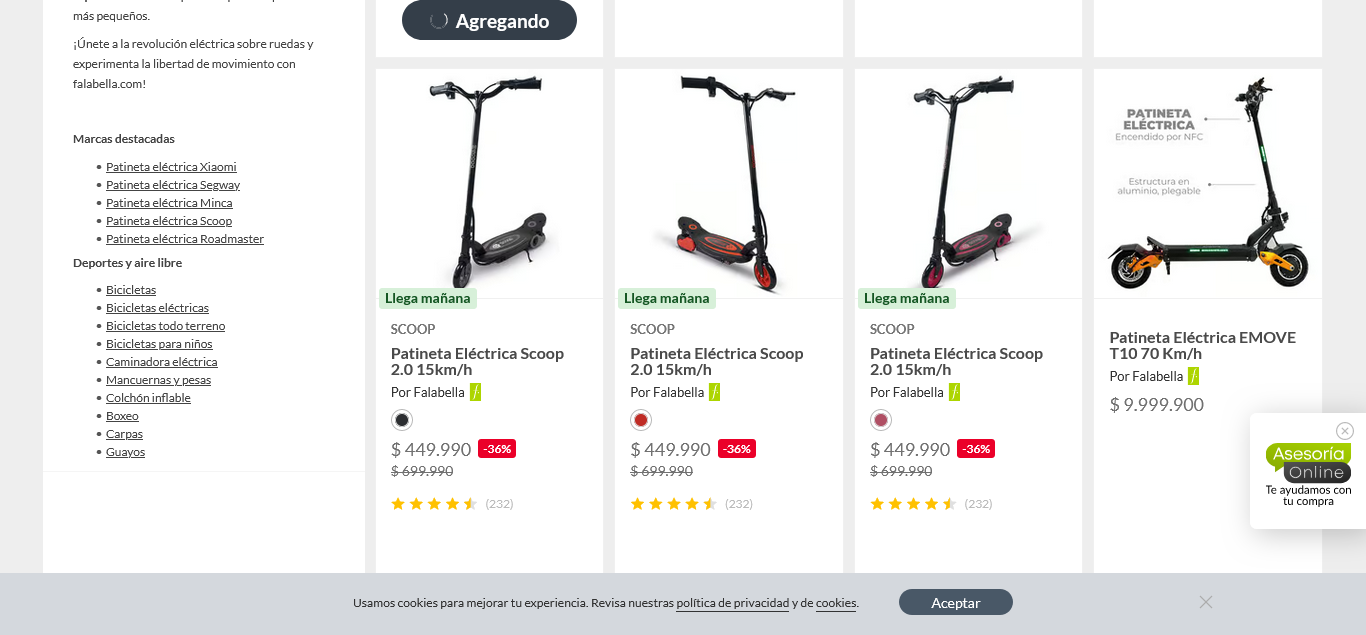 más pequeños.
¡Únete a la revolución eléctrica sobre ruedas y
experimenta la libertad de movimiento con
falabella.com!
Marcas destacadas
Patineta eléctrica Xiaomi
Patineta eléctrica Segway
Patineta eléctrica Minca
Patineta eléctrica Scoop
Patineta eléctrica Roadmaster
Deportes y aire libre
Bicicletas
Bicicletas eléctricas
Bicicletas todo terreno
Bicicletas para niños
Caminadora eléctrica
Mancuernas y pesas
Colchón inflable
Boxeo
Carpas
Guayos
Agregando
Llega mañana
SCOOP
Patineta Eléctrica Scoop
2.0 15km/h
Por Falabella
$ 449.990 -36%
$ 699.990
(232)
Llega mañana
SCOOP
Patineta Eléctrica Scoop
2.0 15km/h
Por Falabella
$ 449.990 -36%
$ 699.990
(232)
Llega mañana
SCOOP
Patineta Eléctrica Scoop
2.0 15km/h
Por Falabella
$ 449.990 -36%
$ 699.990
(232)
PATINETA
ELÉCTRICA
Encendido por NFC
Estructura en
aluminio, plegable
Patineta Eléctrica EMOVE
T10 70 Km/h
Por Falabella
$ 9.999.900
Asesoría
Online
Te ayudamos con
tu compra
Usamos cookies para mejorar tu experiencia. Revisa nuestras política de privacidad y de cookies.
Aceptar